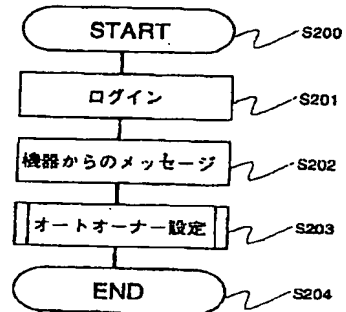 START
S200
ログイン
S201
機器からのメッセージ
S202
オートオーナー設定
S203
END
S204